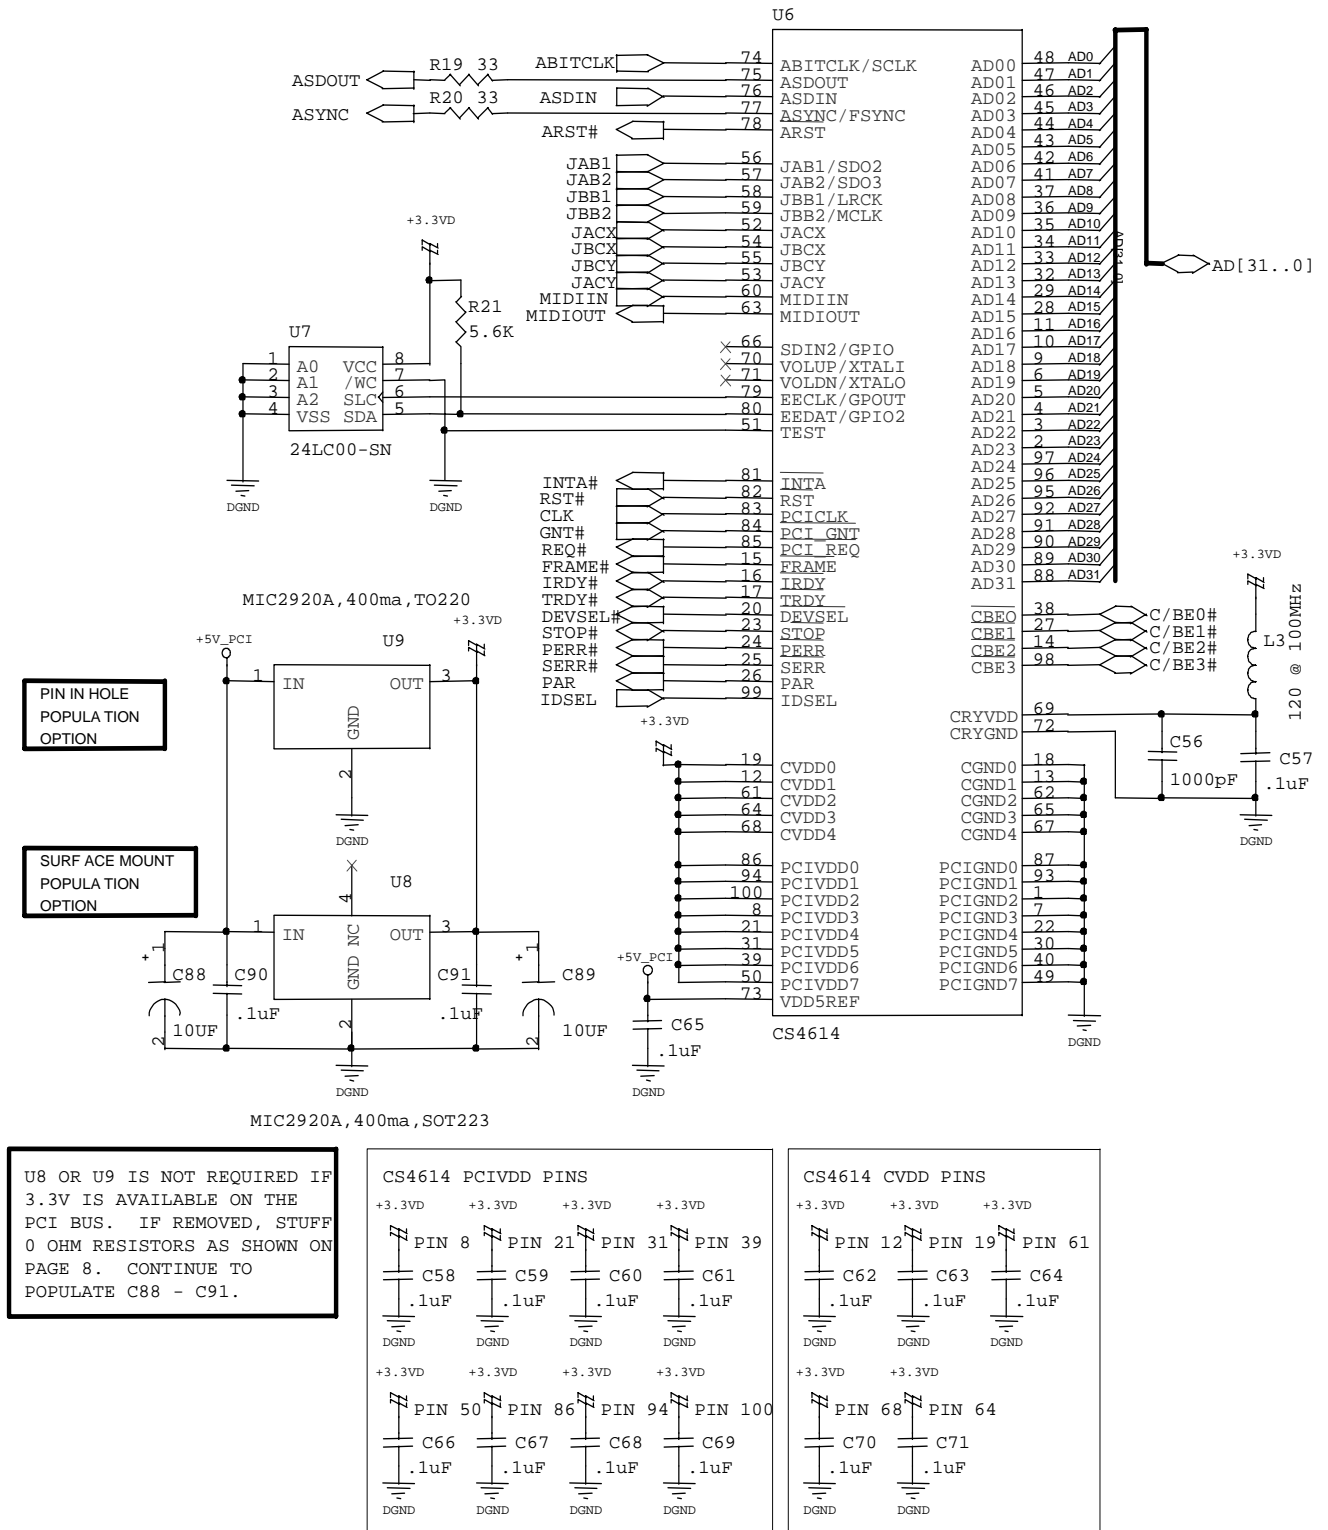 U6
ABITCLK 74 ABITCLK/SCLK AD00 48 AD0
ASDOUT R19 33 75 ASDOUT AD01 47 AD1
ASDIN 76 ASDIN AD02 46 AD2
ASYNC R20 33 77 ASYNC/FSYNC AD03 45 AD3
ARST# 78 ARST AD04 44 AD4
AD05 43 AD5
JAB1 56 JAB1/SDO2 AD06 42 AD6
JAB2 57 JAB2/SDO3 AD07 41 AD7
JBB1 58 JBB1/LRCK AD08 37 AD8
JBB2 59 JBB2/MCLK AD09 36 AD9
JACX 52 JACX AD10 35 AD10
JBCX 54 JBCX AD11 34 AD11
JBCY 55 JBCY AD12 33 AD12
JACY 53 JACY AD13 32 AD13
MIDIIN 60 MIDIIN AD14 29 AD14
MIDIOUT 63 MIDIOUT AD15 28 AD15
AD16 11 AD16
66 SDIN2/GPIO AD17 10 AD17
70 VOLUP/XTALI AD18 9 AD18
71 VOLDN/XTALO AD19 6 AD19
79 EECLK/GPOUT AD20 5 AD20
80 EEDAT/GPIO2 AD21 4 AD21
51 TEST AD22 3 AD22
AD23 2 AD23
AD24 97 AD24
INTA# 81 INTA AD25 96 AD25
RST# 82 RST AD26 95 AD26
CLK 83 PCICLK AD27 92 AD27
GNT# 84 PCI_GNT AD28 91 AD28
REQ# 85 PCI_REQ AD29 90 AD29
FRAME# 15 FRAME AD30 89 AD30
IRDY# 16 IRDY AD31 88 AD31
TRDY# 17 TRDY
DEVSEL# 20 DEVSEL CBE0 38 C/BE0#
STOP# 23 STOP CBE1 27 C/BE1#
PERR# 24 PERR CBE2 14 C/BE2#
SERR# 25 SERR CBE3 98 C/BE3#
PAR 26 PAR
IDSEL 99 IDSEL
AD[31..0]
CRYVDD 69
CRYGND 72
+3.3VD
L3
120 @ 100MHz
C56
1000pF
C57
.1uF
DGND
+3.3VD
19 CVDD0 CGND0 18
12 CVDD1 CGND1 13
61 CVDD2 CGND2 62
64 CVDD3 CGND3 65
68 CVDD4 CGND4 67
86 PCIVDD0 PCIGND0 87
94 PCIVDD1 PCIGND1 93
100 PCIVDD2 PCIGND2 1
8 PCIVDD3 PCIGND3 7
21 PCIVDD4 PCIGND4 22
31 PCIVDD5 PCIGND5 30
39 PCIVDD6 PCIGND6 40
50 PCIVDD7 PCIGND7 49
73 VDD5REF
CS4614
DGND
+5V_PCI
C65
.1uF
DGND
+3.3VD
R21
5.6K
U7
1 A0 VCC 8
2 A1 /WC 7
3 A2 SLC 6
4 VSS SDA 5
24LC00-SN
DGND
DGND
MIC2920A,400ma,TO220
+5V_PCI
+3.3VD
U9
1 IN OUT 3
GND
2
DGND
PIN IN HOLE
POPULA TION
OPTION
SURF ACE MOUNT
POPULA TION
OPTION
4
U8
1 IN OUT 3
GND NC
2
+ 1 C88 10UF 2
C90 .1uF
C91 .1uF
+ 1 C89 10UF 2
DGND
MIC2920A,400ma,SOT223
U8 OR U9 IS NOT REQUIRED IF
3.3V IS AVAILABLE ON THE
PCI BUS. IF REMOVED, STUFF
0 OHM RESISTORS AS SHOWN ON
PAGE 8. CONTINUE TO
POPULATE C88 - C91.
CS4614 PCIVDD PINS
+3.3VD +3.3VD +3.3VD +3.3VD
PIN 8 PIN 21 PIN 31 PIN 39
C58 C59 C60 C61
.1uF .1uF .1uF .1uF
DGND DGND DGND DGND
+3.3VD +3.3VD +3.3VD +3.3VD
PIN 50 PIN 86 PIN 94 PIN 100
C66 C67 C68 C69
.1uF .1uF .1uF .1uF
DGND DGND DGND DGND
CS4614 CVDD PINS
+3.3VD +3.3VD +3.3VD
PIN 12 PIN 19 PIN 61
C62 C63 C64
.1uF .1uF .1uF
DGND DGND DGND
+3.3VD +3.3VD
PIN 68 PIN 64
C70 C71
.1uF .1uF
DGND DGND